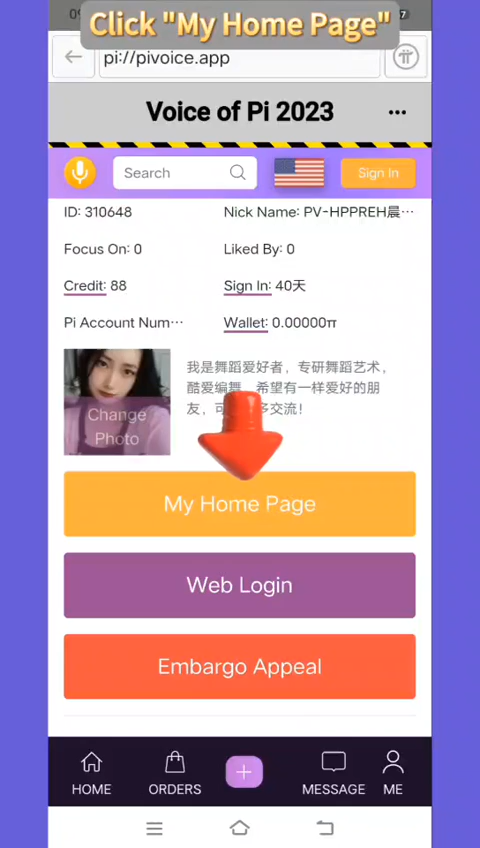 Click "My Home Page"
pi://pivoice.app
Voice of Pi 2023
Search
Sign In
ID: 310648
Nick Name: PV-HPPREH晨···
Focus On: 0
Liked By: 0
Credit: 88
Sign In: 40天
Pi Account Num···
Wallet: 0.00000π
我是舞蹈爱好者，专研舞蹈艺术，
酷爱编舞，希望有一样爱好的朋
友，可 多交流！
Change
Photo
My Home Page
Web Login
Embargo Appeal
HOME
ORDERS
MESSAGE
ME